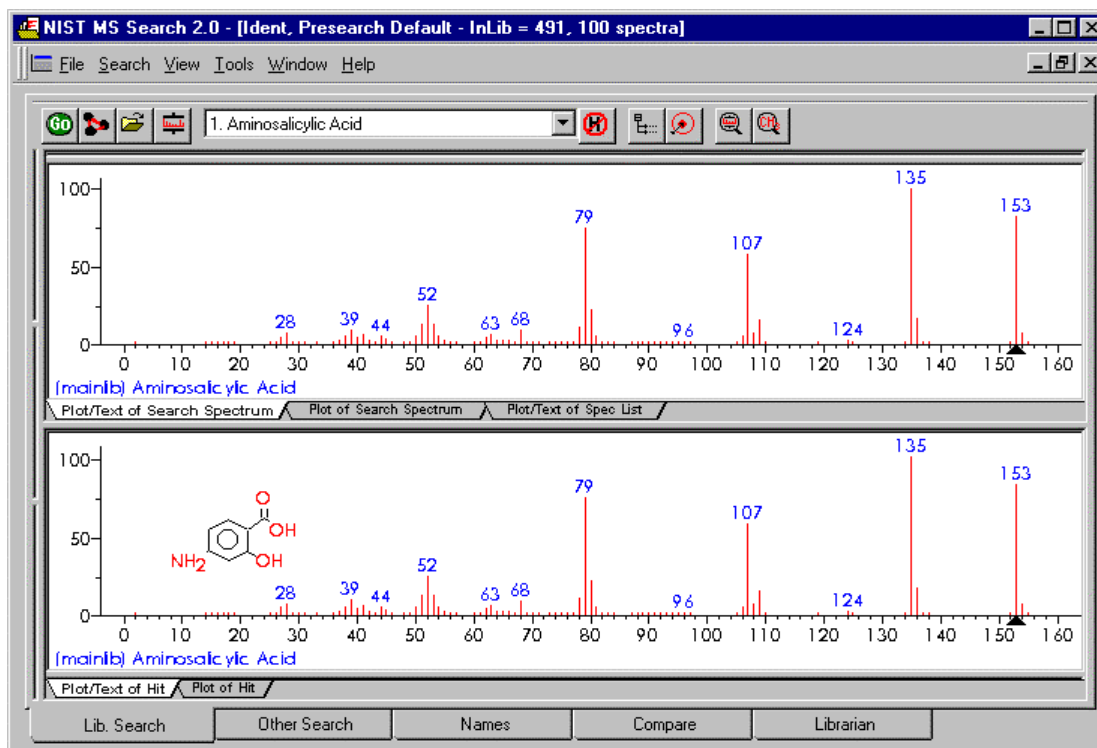 NIST MS Search 2.0 - [Ident, Presearch Default - InLib = 491, 100 spectra]
File Search View Tools Window Help
Go 1. Aminosalicylic Acid H CH2
100 135 153
79
107
50
52
28 39 44 63 68 96 124
0
0 10 20 30 40 50 60 70 80 90 100 110 120 130 140 150 160
(mainlib) Aminosalicylic Acid
Plot/Text of Search Spectrum Plot of Search Spectrum Plot/Text of Spec List
100 135 153
79
O
OH
107
50
NH2 OH
52
28 39 44 63 68 96 124
0
0 10 20 30 40 50 60 70 80 90 100 110 120 130 140 150 160
(mainlib) Aminosalicylic Acid
Plot/Text of Hit Plot of Hit
Lib. Search Other Search Names Compare Librarian